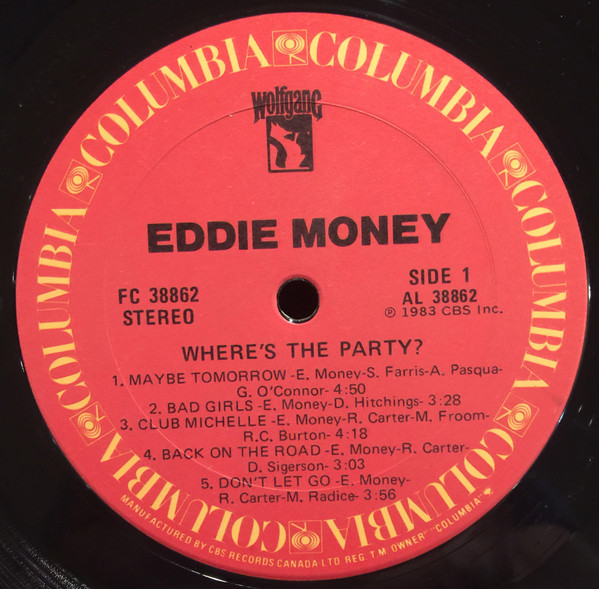 COLUMBIA COLUMBIA COLUMBIA COLUMBIA COLUMBIA COLUMBIA COLUMBIA
wolfgang
EDDIE MONEY
FC 38862
STEREO
SIDE 1
AL 38862
℗ 1983 CBS Inc.
WHERE'S THE PARTY?
1. MAYBE TOMORROW -E. Money-S. Farris-A. Pasqua-
G. O'Connor- 4:50
2. BAD GIRLS -E. Money-D. Hitchings- 3:28
3. CLUB MICHELLE -E. Money-R. Carter-M. Froom-
R.C. Burton- 4:18
4. BACK ON THE ROAD -E. Money-R. Carter-
D. Sigerson- 3:03
5. DON'T LET GO -E. Money-
R. Carter-M. Radice- 3:56
MANUFACTURED BY CBS RECORDS CANADA LTD REG. T.M. OWNER "COLUMBIA"